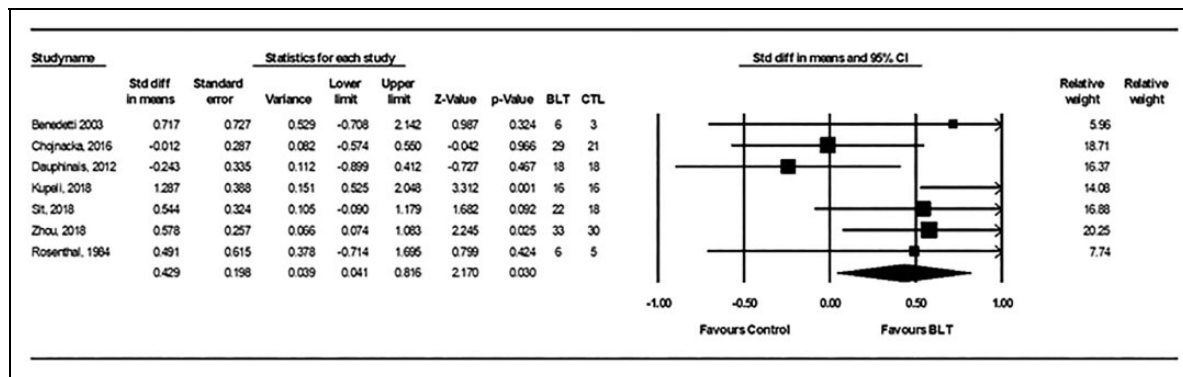 Studyname Statistics for each study Std diff in means and 95% CI
Std diff in means Standard error Variance Lower limit Upper limit Z-Value p-Value BLT CTL Relative weight Relative weight
Benedetti 2003 0.717 0.727 0.529 -0.708 2.142 0.987 0.324 6 3 5.96
Chojnacka, 2016 -0.012 0.287 0.082 -0.574 0.550 -0.042 0.966 29 21 18.71
Dauphinais, 2012 -0.243 0.335 0.112 -0.899 0.412 -0.727 0.467 18 18 16.37
Kupeli, 2018 1.287 0.388 0.151 0.525 2.048 3.312 0.001 16 16 14.08
Sit, 2018 0.544 0.324 0.105 -0.090 1.179 1.682 0.092 22 18 16.88
Zhou, 2018 0.578 0.257 0.066 0.074 1.083 2.245 0.025 33 30 20.25
Rosenthal, 1984 0.491 0.615 0.378 -0.714 1.695 0.799 0.424 6 5 7.74
0.429 0.198 0.039 0.041 0.816 2.170 0.030
-1.00 -0.50 0.00 0.50 1.00
Favours Control Favours BLT